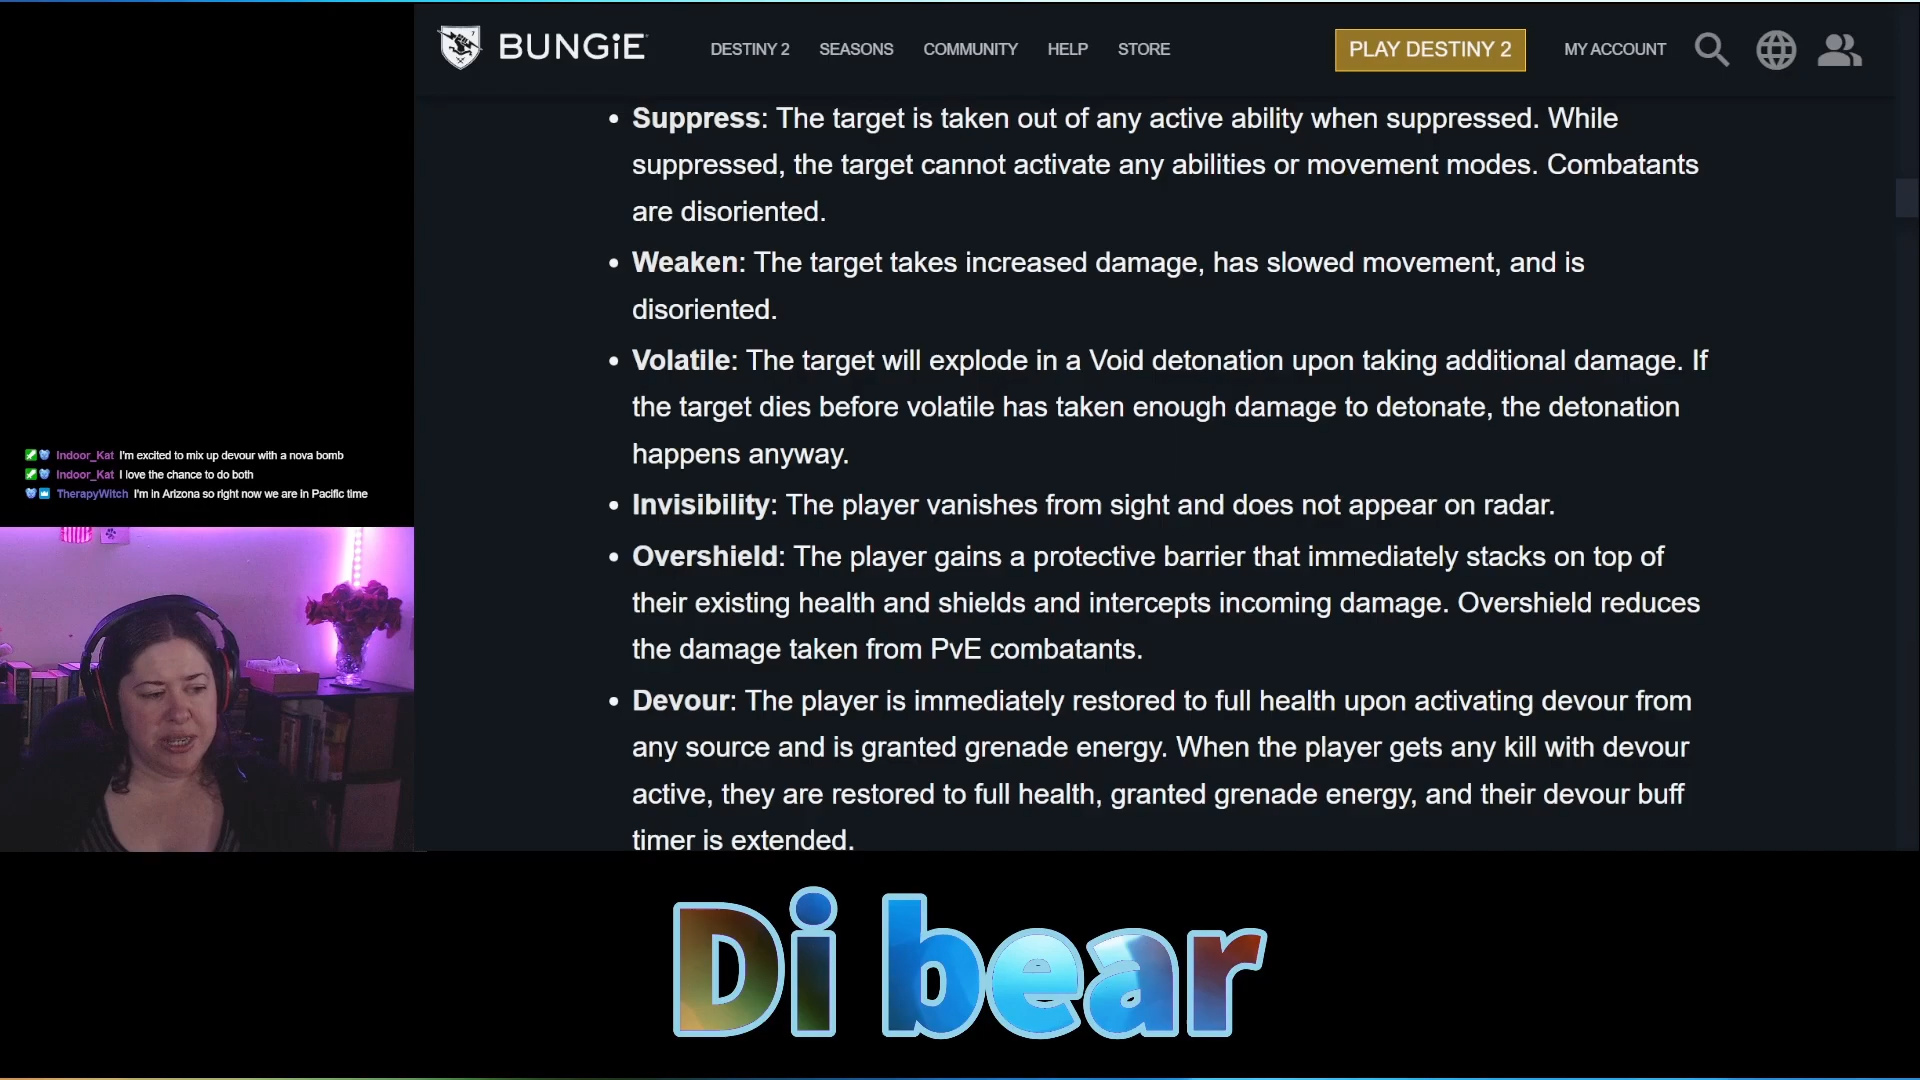 BUNGiE
DESTINY 2 SEASONS COMMUNITY HELP STORE
PLAY DESTINY 2
MY ACCOUNT
• Suppress: The target is taken out of any active ability when suppressed. While
suppressed, the target cannot activate any abilities or movement modes. Combatants
are disoriented.
• Weaken: The target takes increased damage, has slowed movement, and is
disoriented.
• Volatile: The target will explode in a Void detonation upon taking additional damage. If
the target dies before volatile has taken enough damage to detonate, the detonation
happens anyway.
• Invisibility: The player vanishes from sight and does not appear on radar.
• Overshield: The player gains a protective barrier that immediately stacks on top of
their existing health and shields and intercepts incoming damage. Overshield reduces
the damage taken from PvE combatants.
• Devour: The player is immediately restored to full health upon activating devour from
any source and is granted grenade energy. When the player gets any kill with devour
active, they are restored to full health, granted grenade energy, and their devour buff
timer is extended.
Indoor_Kat I'm excited to mix up devour with a nova bomb
Indoor_Kat I love the chance to do both
TherapyWitch I'm in Arizona so right now we are in Pacific time
Di bear